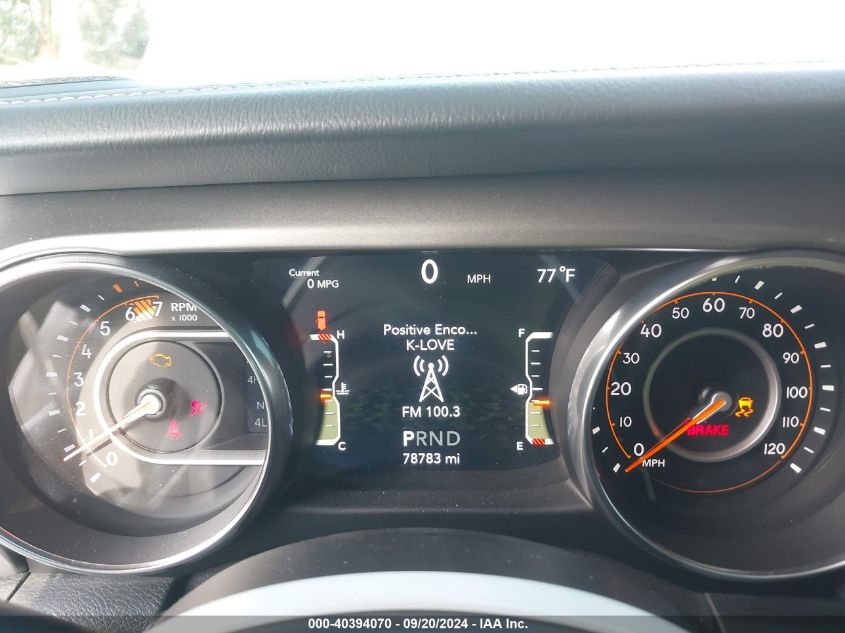 Current
0 MPG
0 MPH
77°F
RPM
x 1000
0
1
2
3
4
5
6
7
4H
N
4L
H
C
Positive Enco...
K-LOVE
FM 100.3
PRND
78783 mi
F
E
0
10
20
30
40
50
60
70
80
90
100
110
120
MPH
BRAKE
000-40394070 - 09/20/2024 - IAA Inc.